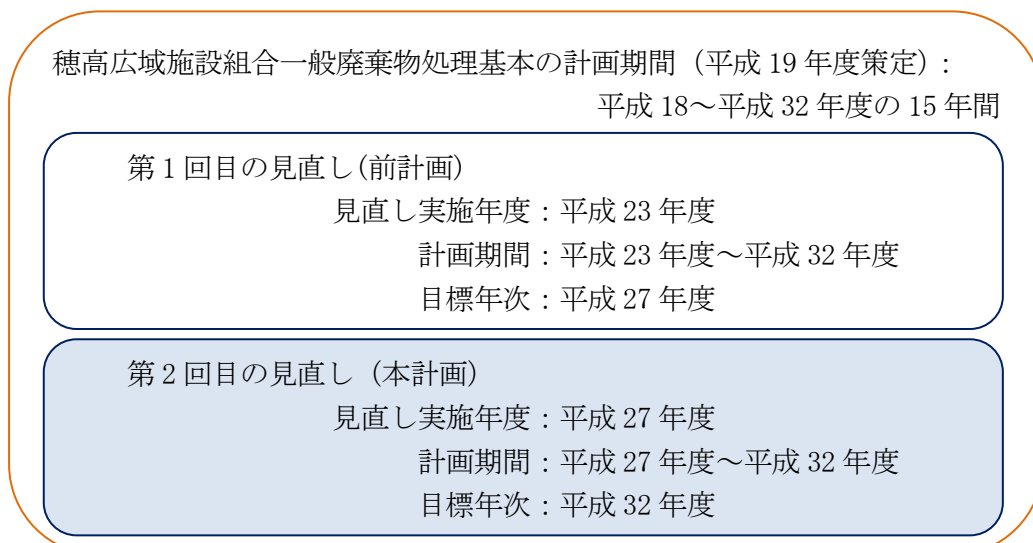 穂高広域施設組合一般廃棄物処理基本の計画期間（平成 19 年度策定）：
平成 18～平成 32 年度の 15 年間
第 1 回目の見直し(前計画)
見直し実施年度：平成 23 年度
計画期間：平成 23 年度～平成 32 年度
目標年次：平成 27 年度
第 2 回目の見直し（本計画）
見直し実施年度：平成 27 年度
計画期間：平成 27 年度～平成 32 年度
目標年次：平成 32 年度